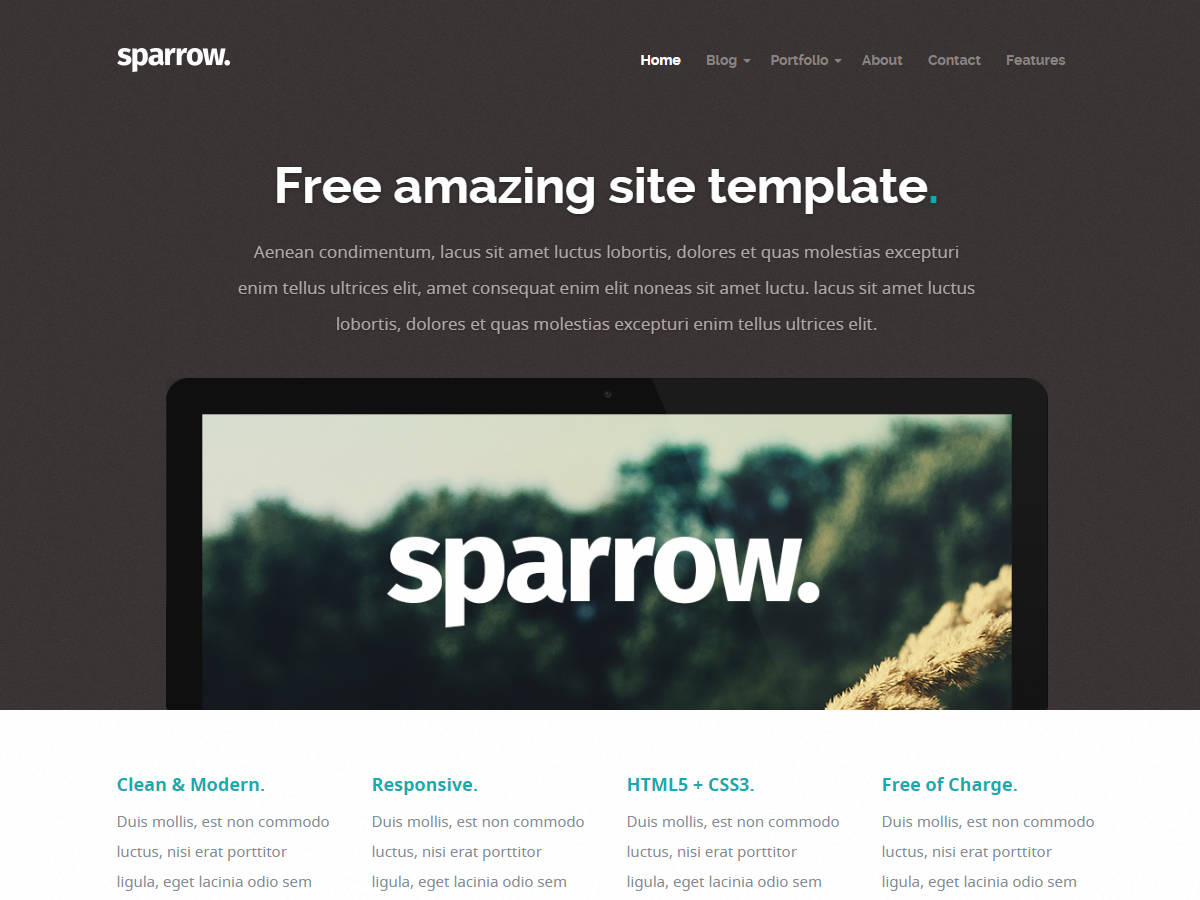 sparrow.
Home Blog Portfolio About Contact Features
Free amazing site template.
Aenean condimentum, lacus sit amet luctus lobortis, dolores et quas molestias excepturi
enim tellus ultrices elit, amet consequat enim elit noneas sit amet luctu. lacus sit amet luctus
lobortis, dolores et quas molestias excepturi enim tellus ultrices elit.
sparrow.
Clean & Modern.
Duis mollis, est non commodo
luctus, nisi erat porttitor
ligula, eget lacinia odio sem
Responsive.
Duis mollis, est non commodo
luctus, nisi erat porttitor
ligula, eget lacinia odio sem
HTML5 + CSS3.
Duis mollis, est non commodo
luctus, nisi erat porttitor
ligula, eget lacinia odio sem
Free of Charge.
Duis mollis, est non commodo
luctus, nisi erat porttitor
ligula, eget lacinia odio sem